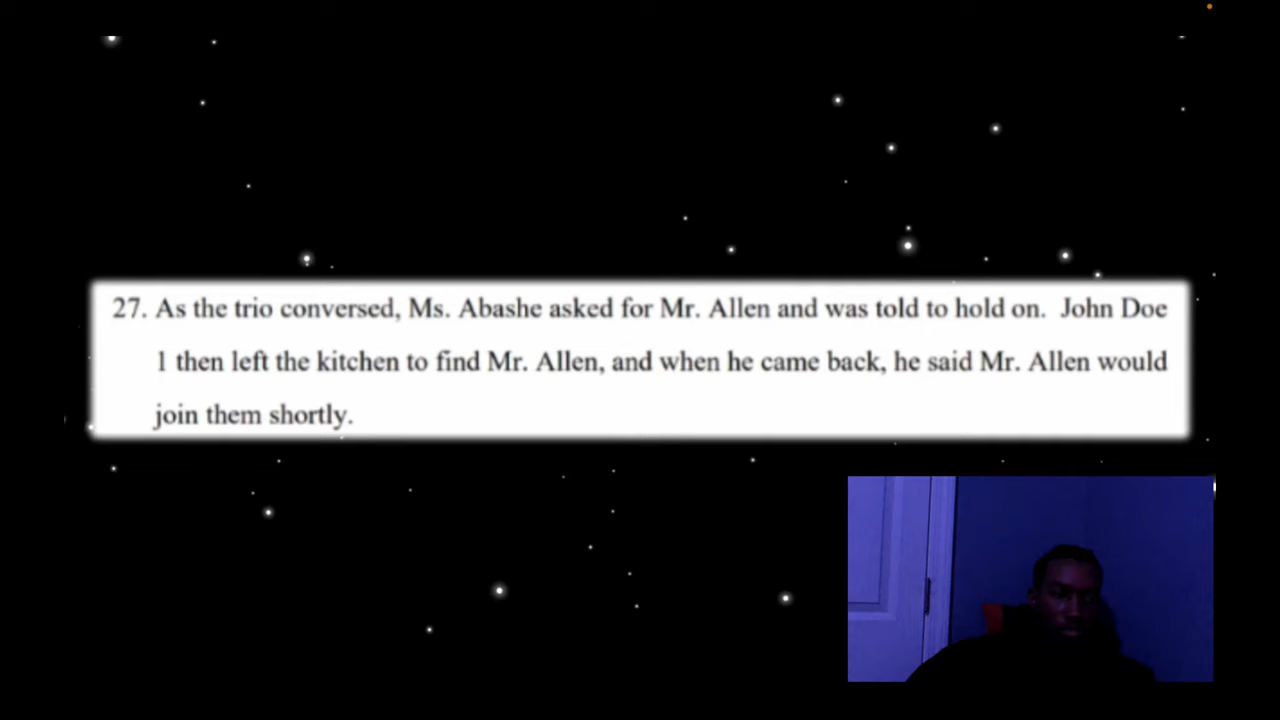 27. As the trio conversed, Ms. Abashe asked for Mr. Allen and was told to hold on. John Doe
1 then left the kitchen to find Mr. Allen, and when he came back, he said Mr. Allen would
join them shortly.